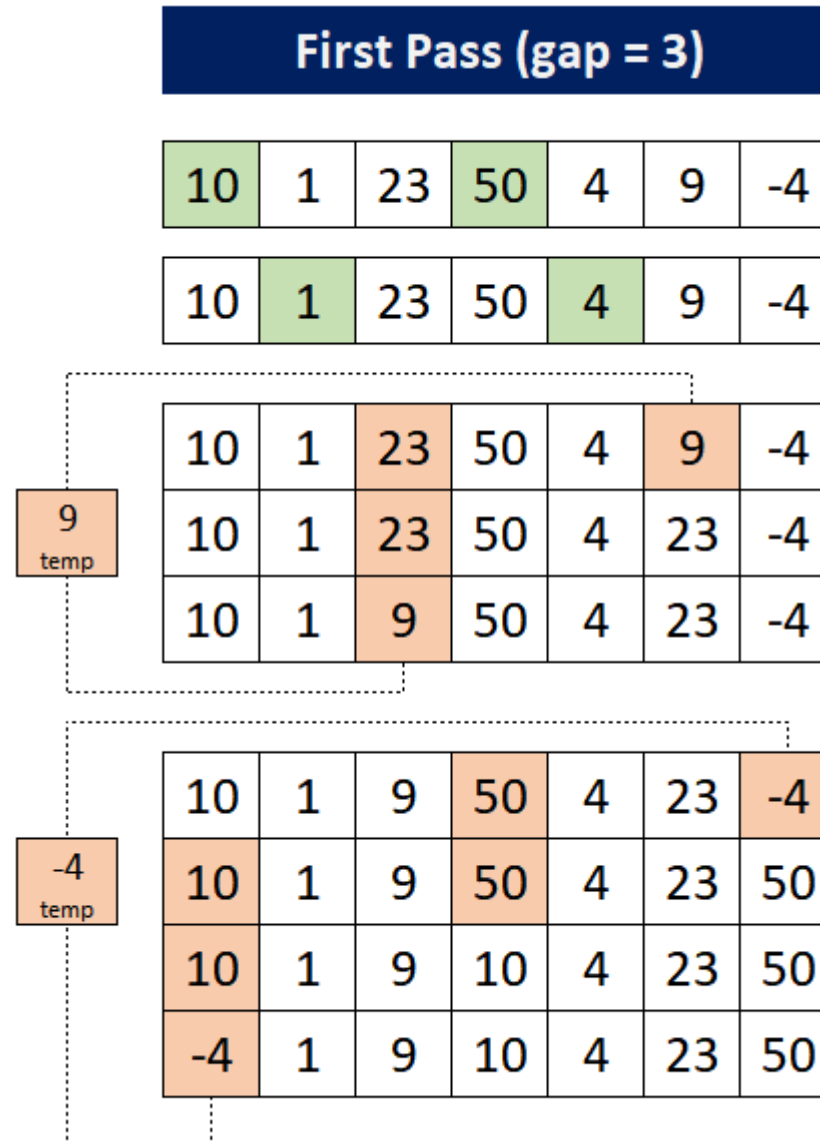 First Pass (gap = 3)
10 1 23 50 4 9 -4
10 1 23 50 4 9 -4
10 1 23 50 4 9 -4
9
temp
10 1 23 50 4 23 -4
10 1 9 50 4 23 -4
10 1 9 50 4 23 -4
-4
temp
10 1 9 50 4 23 50
10 1 9 10 4 23 50
-4 1 9 10 4 23 50